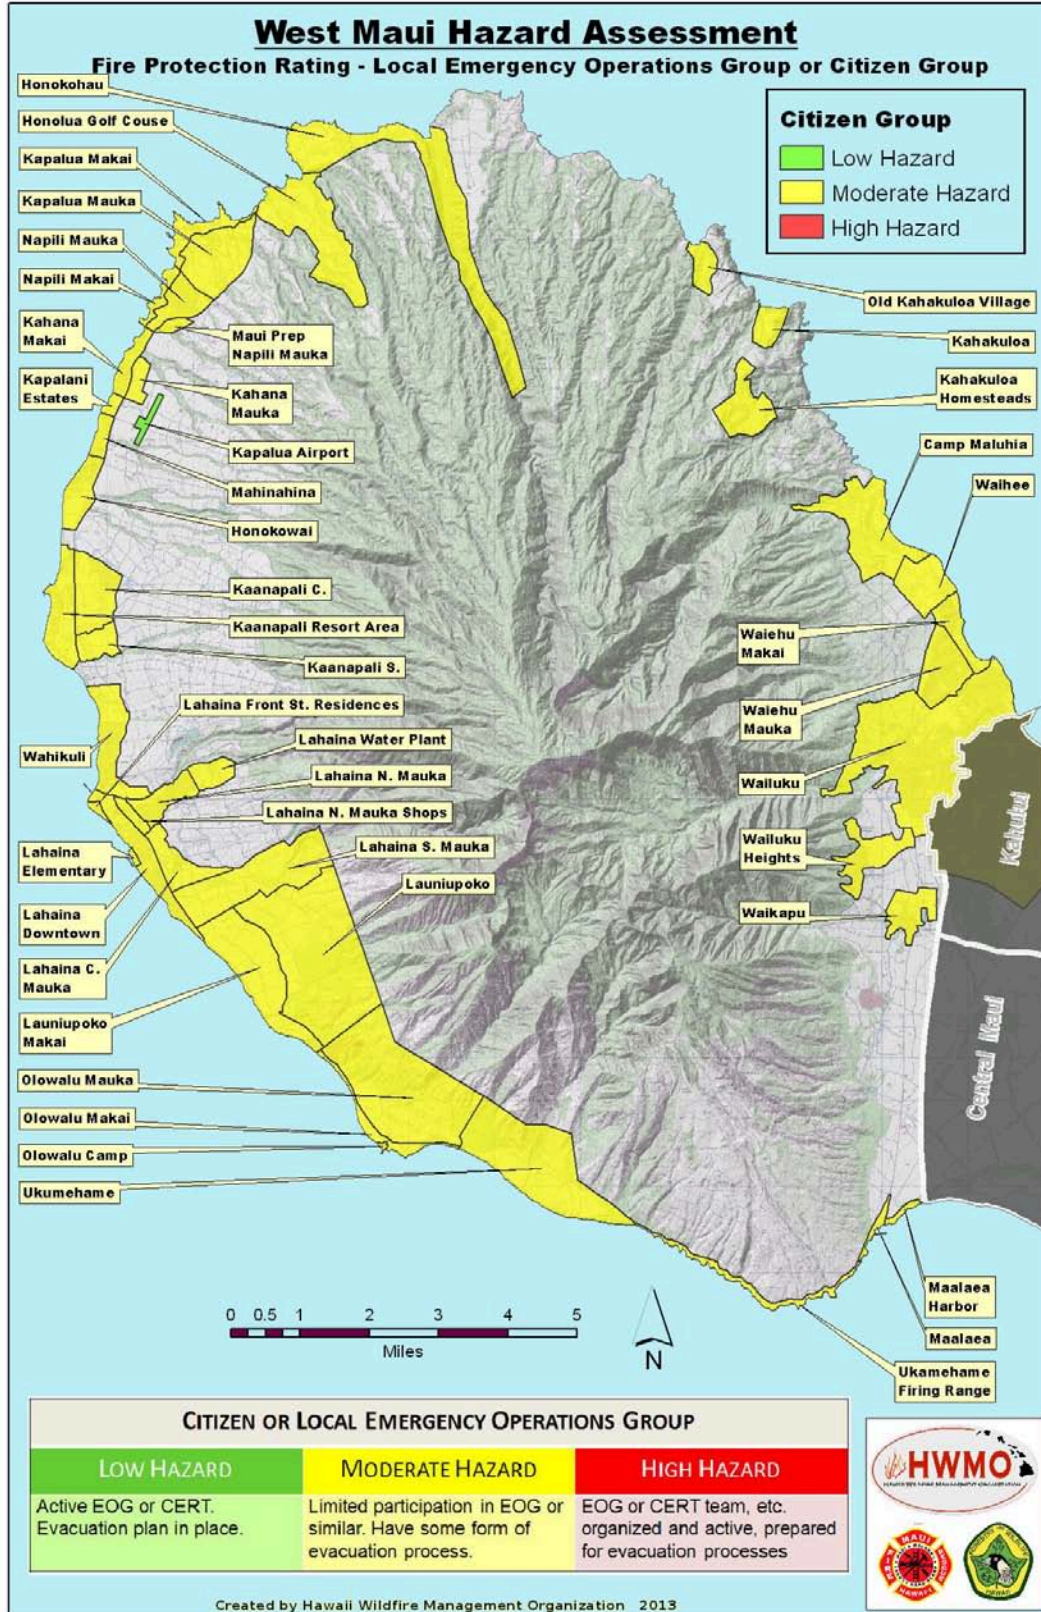 West Maui Hazard Assessment
Fire Protection Rating - Local Emergency Operations Group or Citizen Group
Citizen Group
Low Hazard
Moderate Hazard
High Hazard
Honokohau
Honolua Golf Couse
Kapalua Makai
Kapalua Mauka
Napili Mauka
Napili Makai
Kahana
Makai
Kapalani
Estates
Maui Prep
Napili Mauka
Kahana
Mauka
Kapalua Airport
Mahinahina
Honokowai
Kaanapali C.
Kaanapali Resort Area
Kaanapali S.
Lahaina Front St. Residences
Wahikuli
Lahaina Water Plant
Lahaina N. Mauka
Lahaina N. Mauka Shops
Lahaina
Elementary
Lahaina S. Mauka
Launiupoko
Lahaina
Downtown
Lahaina C.
Mauka
Launiupoko
Makai
Olowalu Mauka
Olowalu Makai
Olowalu Camp
Ukumehame
Old Kahakuloa Village
Kahakuloa
Kahakuloa
Homesteads
Camp Maluhia
Waihee
Waiehu
Makai
Waiehu
Mauka
Wailuku
Wailuku
Heights
Waikapu
Kahului
Central Maui
Maalaea
Harbor
Maalaea
Ukamehame
Firing Range
0 0.5 1 2 3 4 5
Miles
N
CITIZEN OR LOCAL EMERGENCY OPERATIONS GROUP
LOW HAZARD
MODERATE HAZARD
HIGH HAZARD
Active EOG or CERT.
Evacuation plan in place.
Limited participation in EOG or
similar. Have some form of
evacuation process.
EOG or CERT team, etc.
organized and active, prepared
for evacuation processes
HWMO
MAUI
HAWAII
Created by Hawaii Wildfire Management Organization 2013